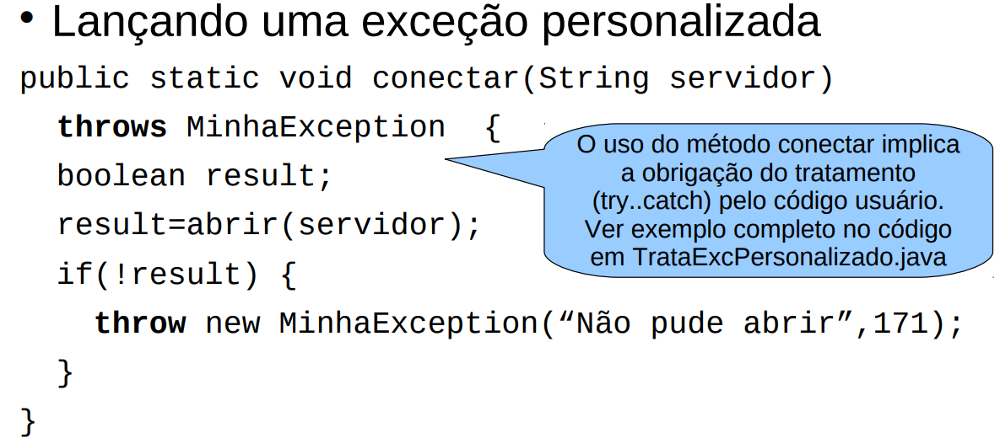 • Lançando uma exceção personalizada
public static void conectar(String servidor)
throws MinhaException {
boolean result;
result=abrir(servidor);
if(!result) {
throw new MinhaException(“Não pude abrir”,171);
}
}
O uso do método conectar implica
a obrigação do tratamento
(try..catch) pelo código usuário.
Ver exemplo completo no código
em TrataExcPersonalizado.java